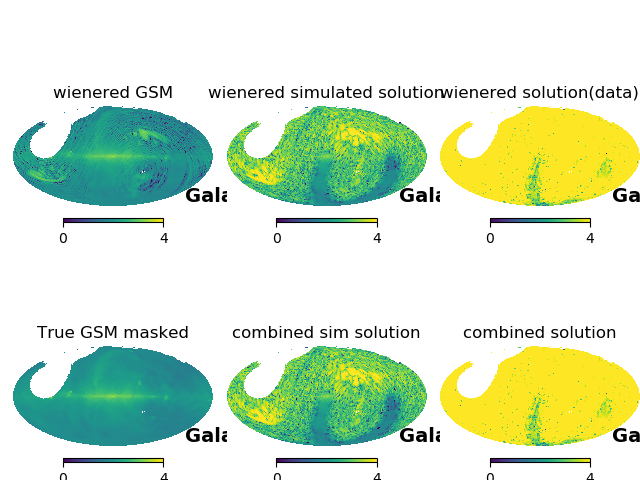 wienered GSM
wienered simulated solution
wienered solution(data)
Gala
Gala
Ga
0 4
0 4
0 4
True GSM masked
combined sim solution
combined solution
Gala
Gala
Ga
0 4
0 4
0 4